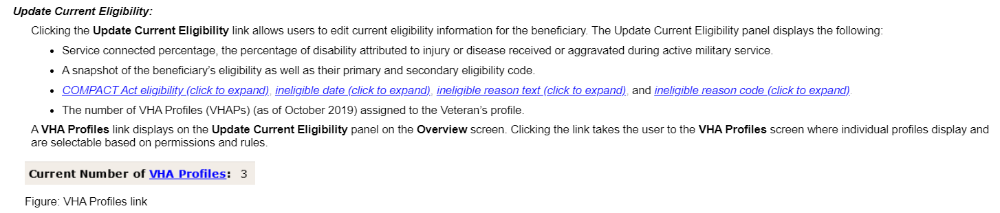 Update Current Eligibility:
Clicking the Update Current Eligibility link allows users to edit current eligibility information for the beneficiary. The Update Current Eligibility panel displays the following:
• Service connected percentage, the percentage of disability attributed to injury or disease received or aggravated during active military service.
• A snapshot of the beneficiary's eligibility as well as their primary and secondary eligibility code.
• COMPACT Act eligibility (click to expand), ineligible date (click to expand), ineligible reason text (click to expand), and ineligible reason code (click to expand).
• The number of VHA Profiles (VHAPs) (as of October 2019) assigned to the Veteran's profile.
A VHA Profiles link displays on the Update Current Eligibility panel on the Overview screen. Clicking the link takes the user to the VHA Profiles screen where individual profiles display and
are selectable based on permissions and rules.
Current Number of VHA Profiles: 3
Figure: VHA Profiles link